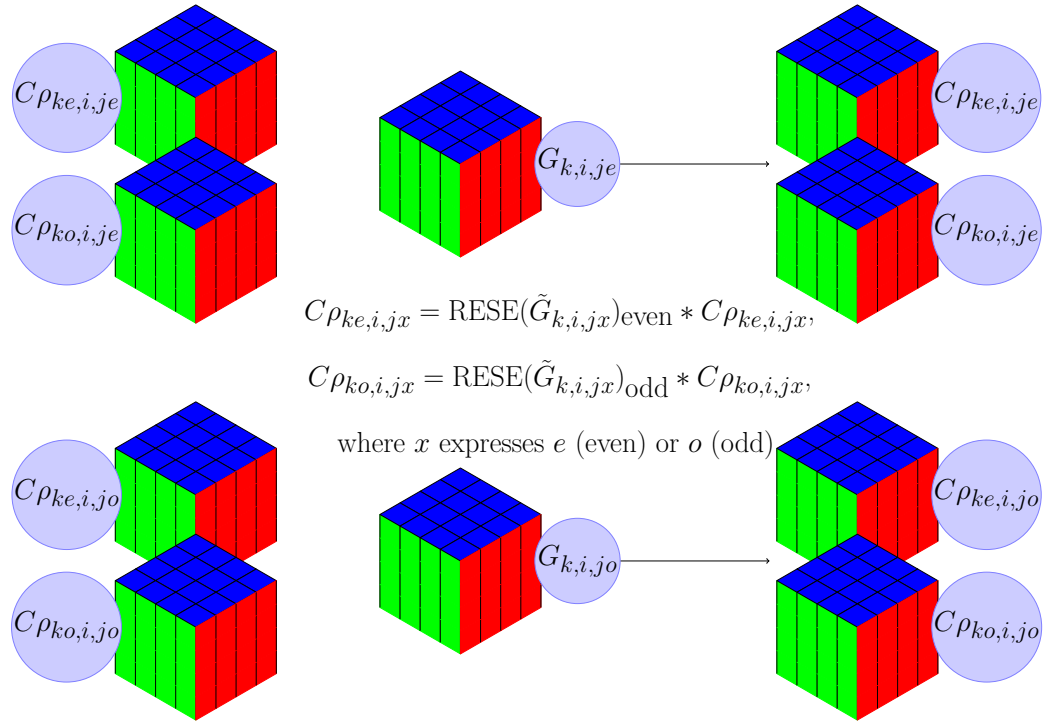 Cρ_{ke,i,je}
Cρ_{ke,i,je}
G_{k,i,je}
Cρ_{ko,i,je}
Cρ_{ko,i,je}
Cρ_{ke,i,jx} = RESE(G̃_{k,i,jx})_{even} * Cρ_{ke,i,jx},
Cρ_{ko,i,jx} = RESE(G̃_{k,i,jx})_{odd} * Cρ_{ko,i,jx},
where x expresses e (even) or o (odd)
Cρ_{ke,i,jo}
Cρ_{ke,i,jo}
G_{k,i,jo}
Cρ_{ko,i,jo}
Cρ_{ko,i,jo}